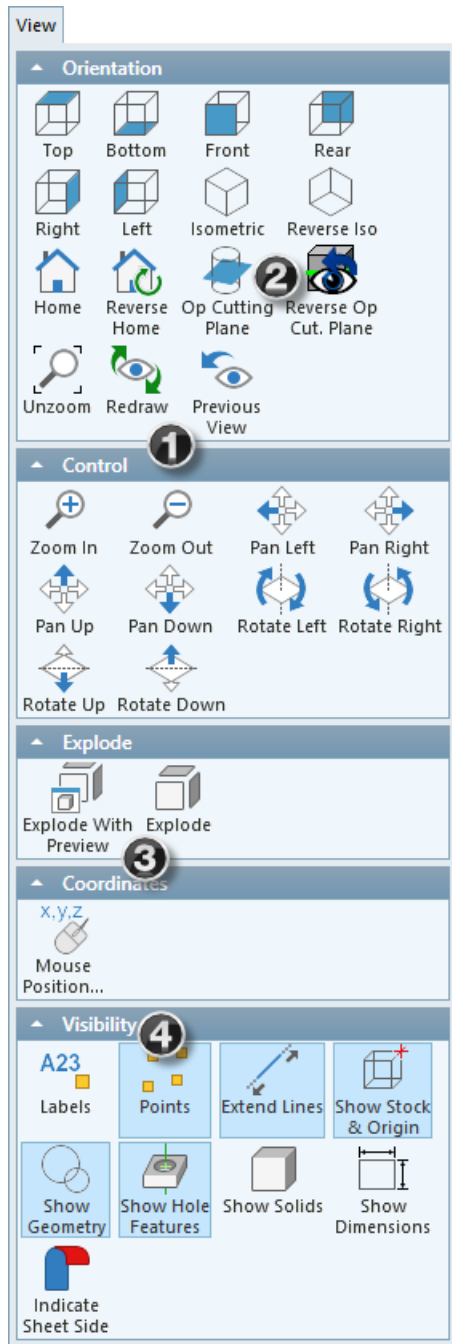 View
Orientation
Top Bottom Front Rear
Right Left Isometric Reverse Iso
2
Home Reverse Op Cutting Reverse Op
Home Plane Cut. Plane
Unzoom Redraw Previous
View
1
Control
Zoom In Zoom Out Pan Left Pan Right
Pan Up Pan Down Rotate Left Rotate Right
Rotate Up Rotate Down
Explode
Explode With Explode
Preview
3
Coordinates
x,y,z
Mouse
Position...
Visibility
4
A23
Labels Points Extend Lines Show Stock
& Origin
Show Show Hole Show Solids Show
Geometry Features Dimensions
Indicate
Sheet Side